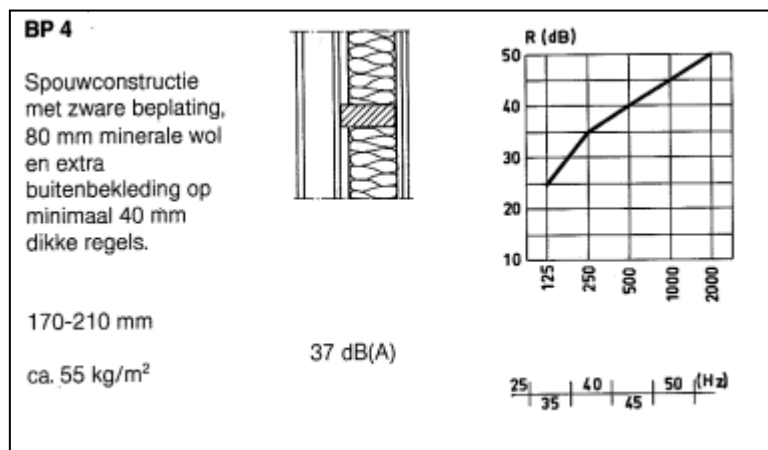 BP 4
Spouwconstructie
met zware beplating,
80 mm minerale wol
en extra
buitenbekleding op
minimaal 40 mm
dikke regels.
170-210 mm
ca. 55 kg/m²
37 dB(A)
R (dB)
50
40
30
20
10
125 250 500 1000 2000
25 40 50 (Hz)
35 45